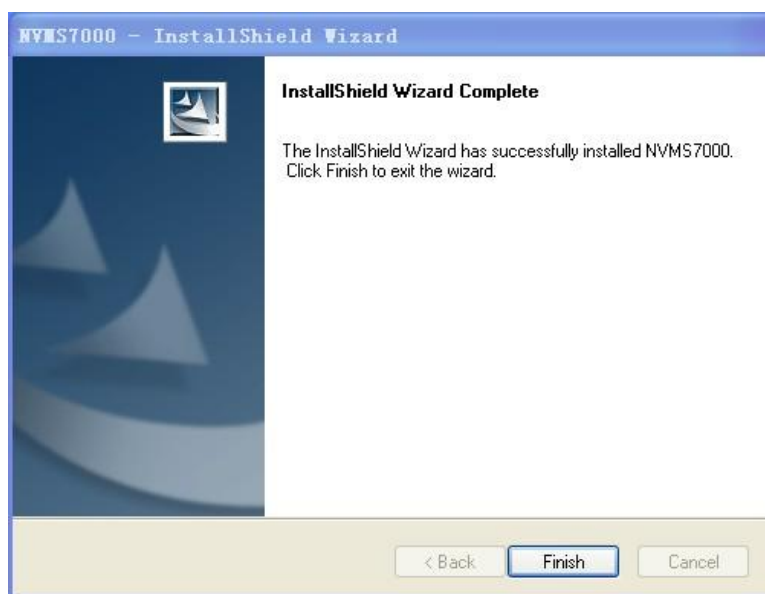 NVMS7000 - InstallShield Wizard
InstallShield Wizard Complete
The InstallShield Wizard has successfully installed NVMS7000.
Click Finish to exit the wizard.
< Back Finish Cancel